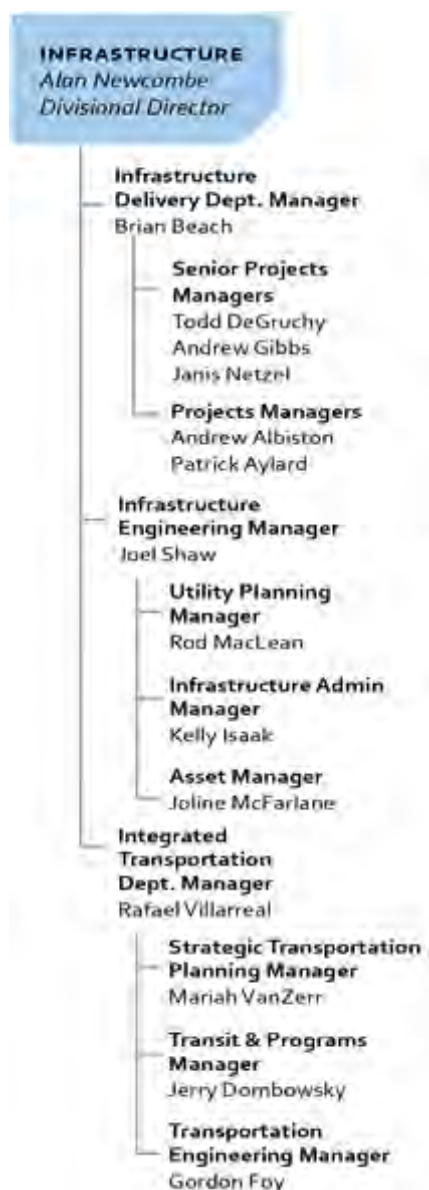 INFRASTRUCTURE
Alan Newcombe
Divisional Director
Infrastructure
Delivery Dept. Manager
Brian Beach
Senior Projects
Managers
Todd DeGruchy
Andrew Gibbs
Janis Netzel
Projects Managers
Andrew Albiston
Patrick Aylard
Infrastructure
Engineering Manager
Joel Shaw
Utility Planning
Manager
Rod MacLean
Infrastructure Admin
Manager
Kelly Isaak
Asset Manager
Joline McFarlane
Integrated
Transportation
Dept. Manager
Rafael Villarreal
Strategic Transportation
Planning Manager
Mariah VanZerr
Transit & Programs
Manager
Jerry Dombowsky
Transportation
Engineering Manager
Gordon Foy